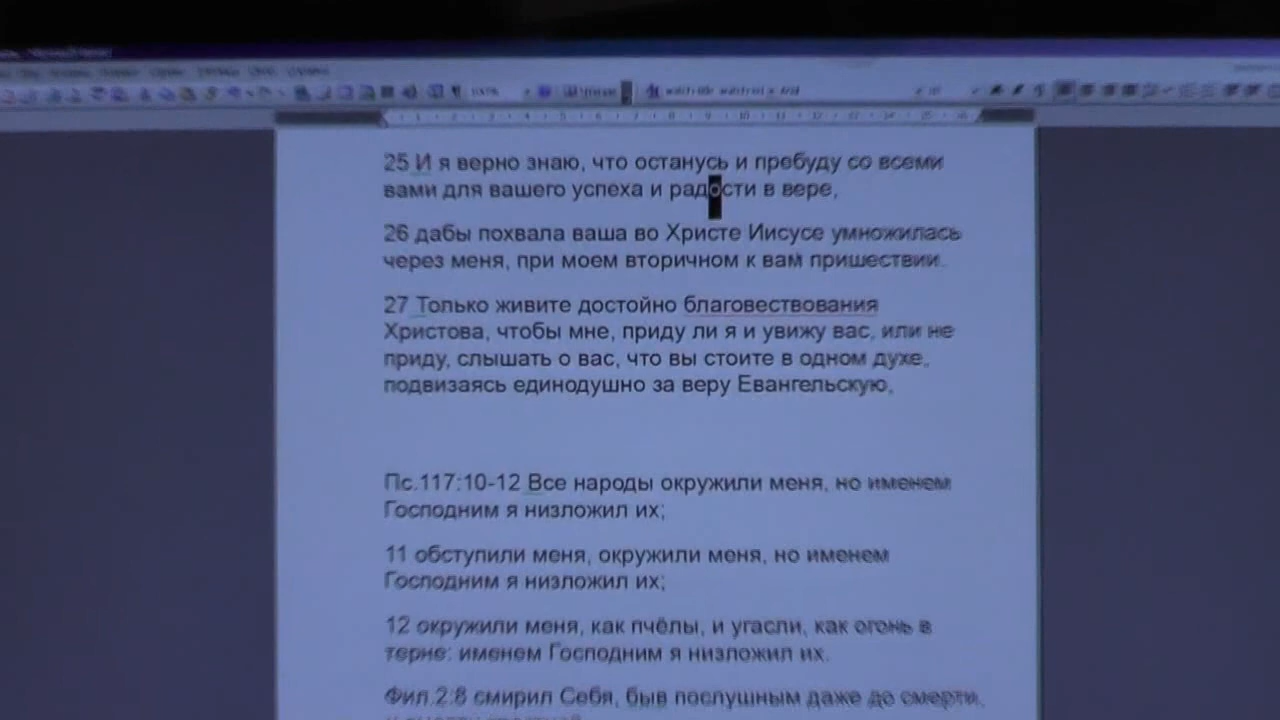 25 И я верно знаю, что останусь и пребуду со всеми
вами для вашего успеха и радости в вере,
26 дабы похвала ваша во Христе Иисусе умножилась
через меня, при моем вторичном к вам пришествии.
27 Только живите достойно благовествования
Христова, чтобы мне, приду ли я и увижу вас, или не
приду, слышать о вас, что вы стоите в одном духе,
подвизаясь единодушно за веру Евангельскую,
Пс.117:10-12 Все народы окружили меня, но именем
Господним я низложил их;
11 обступили меня, окружили меня, но именем
Господним я низложил их;
12 окружили меня, как пчёлы, и угасли, как огонь в
терне: именем Господним я низложил их.
Фил.2:8 смирил Себя, быв послушным даже до смерти,